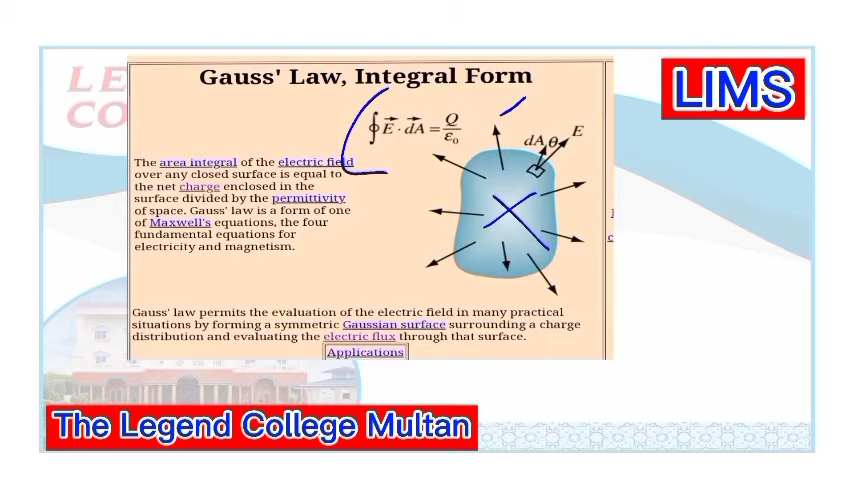 LE
CO
LIMS
Gauss' Law, Integral Form
∮ E⃗ · dA⃗ = Q/ε₀
dA θ E
The area integral of the electric field
over any closed surface is equal to
the net charge enclosed in the
surface divided by the permittivity
of space. Gauss' law is a form of one
of Maxwell's equations, the four
fundamental equations for
electricity and magnetism.
Gauss' law permits the evaluation of the electric field in many practical
situations by forming a symmetric Gaussian surface surrounding a charge
distribution and evaluating the electric flux through that surface.
Applications
The Legend College Multan